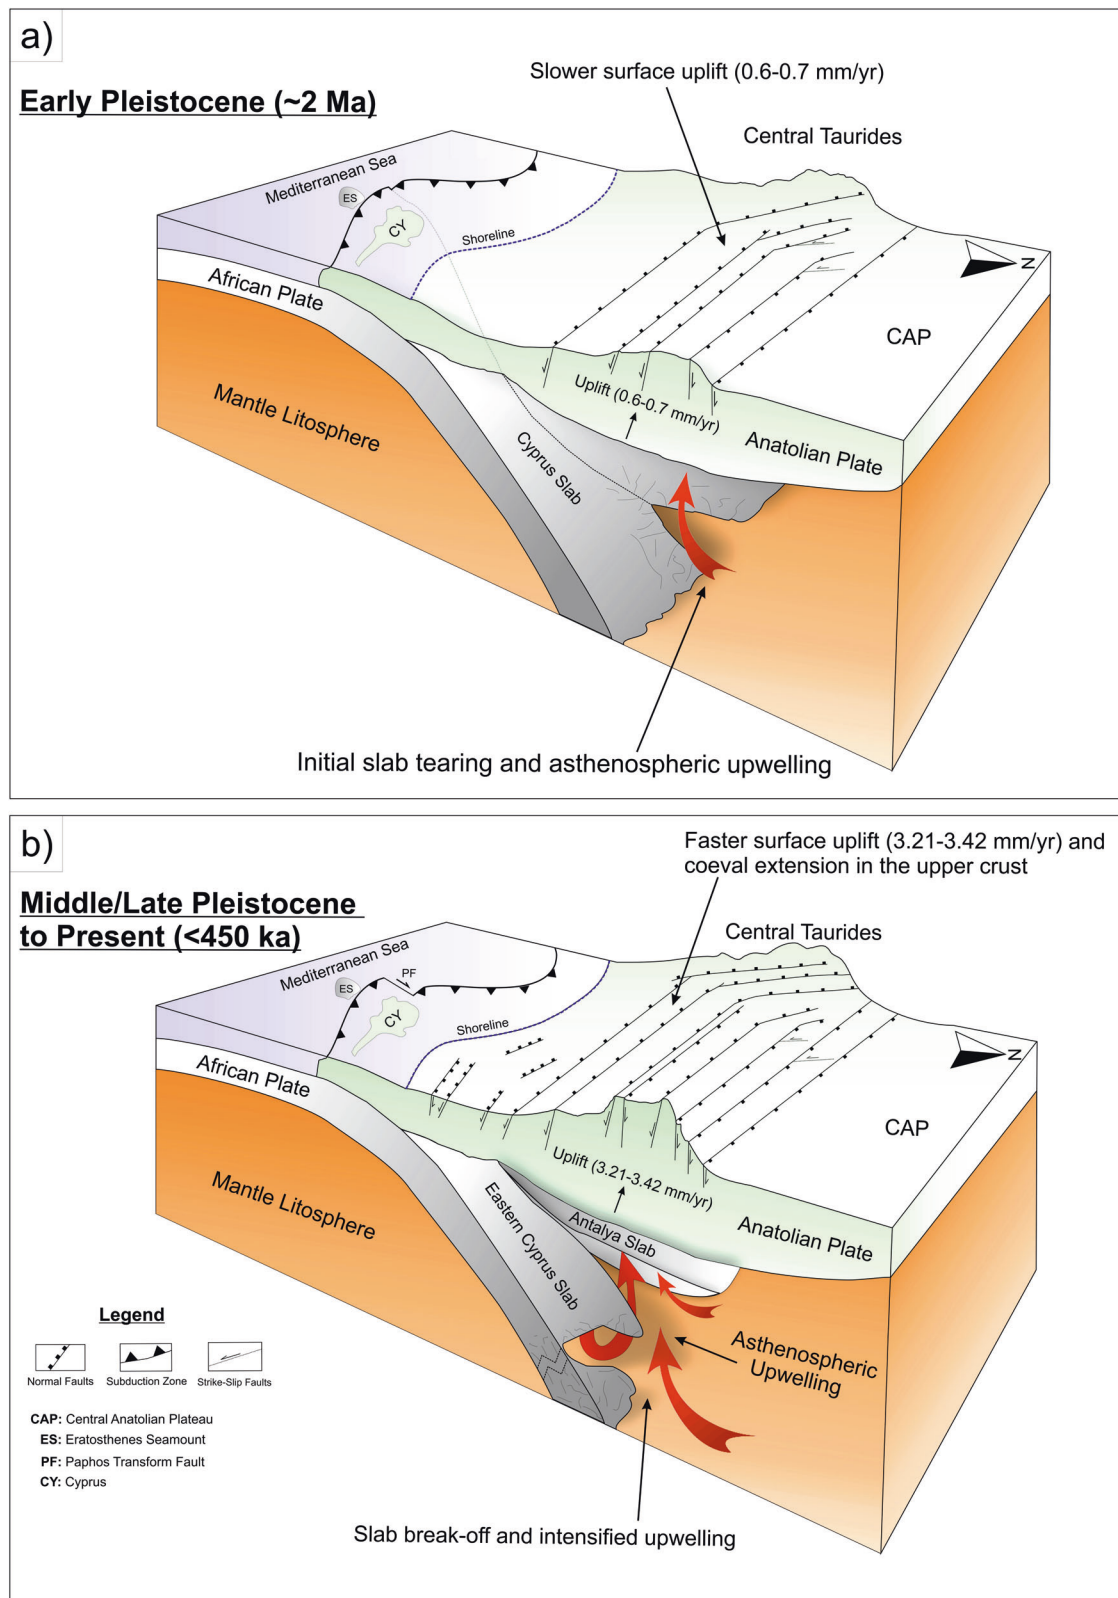 a)
Early Pleistocene (~2 Ma)
Slower surface uplift (0.6-0.7 mm/yr)
Central Taurides
Mediterranean Sea
ES
CY
Shoreline
N
African Plate
CAP
Mantle Litosphere
Uplift (0.6-0.7 mm/yr)
Anatolian Plate
Cyprus Slab
Initial slab tearing and asthenospheric upwelling
b)
Middle/Late Pleistocene
to Present (<450 ka)
Faster surface uplift (3.21-3.42 mm/yr) and
coeval extension in the upper crust
Central Taurides
Mediterranean Sea
PF
ES
CY
Shoreline
N
African Plate
CAP
Mantle Litosphere
Uplift (3.21-3.42 mm/yr)
Anatolian Plate
Antalya Slab
Eastern Cyprus Slab
Asthenospheric
Upwelling
Slab break-off and intensified upwelling
Legend
Normal Faults
Subduction Zone
Strike-Slip Faults
CAP: Central Anatolian Plateau
ES: Eratosthenes Seamount
PF: Paphos Transform Fault
CY: Cyprus